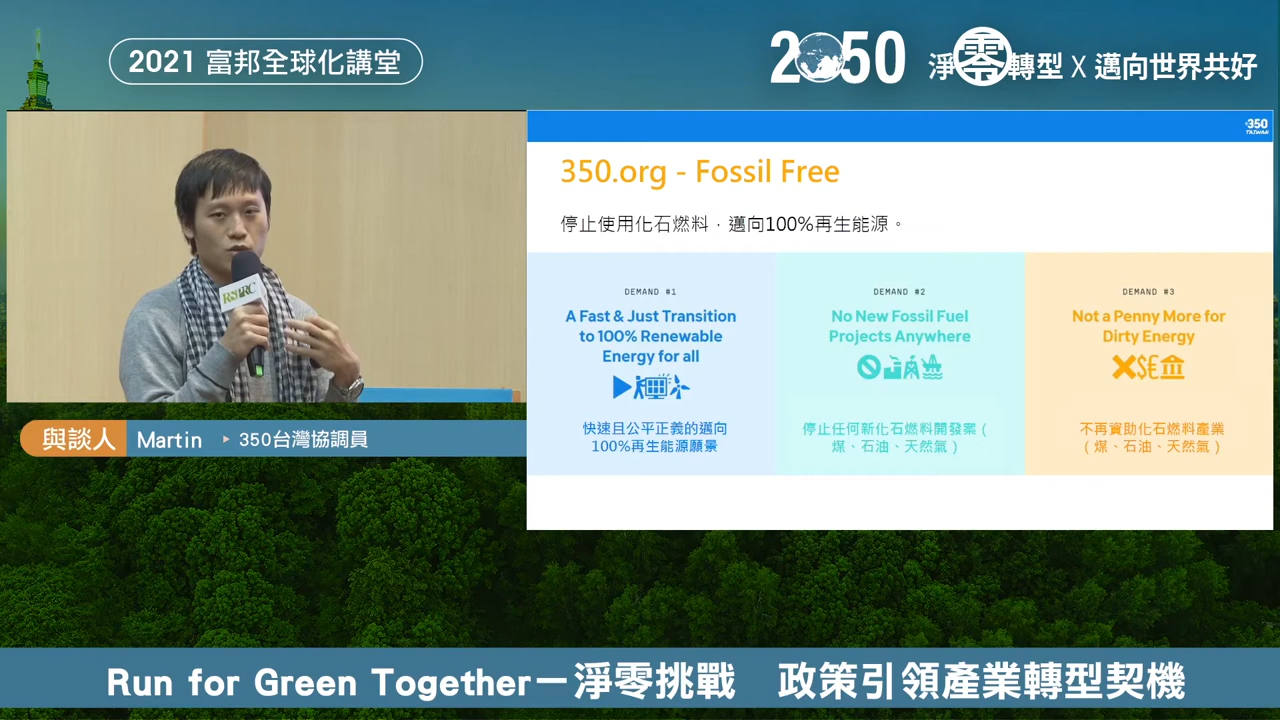 2021 富邦全球化講堂
2050 淨零轉型 X 邁向世界共好
350
TAIWAN
350.org - Fossil Free
停止使用化石燃料，邁向100%再生能源。
DEMAND #1
A Fast & Just Transition
to 100% Renewable
Energy for all
快速且公平正義的邁向
100%再生能源願景
DEMAND #2
No New Fossil Fuel
Projects Anywhere
停止任何新化石燃料開發案（
煤、石油、天然氣）
DEMAND #3
Not a Penny More for
Dirty Energy
不再資助化石燃料產業
（煤、石油、天然氣）
與談人 Martin ▸ 350台灣協調員
Run for Green Together－淨零挑戰 政策引領產業轉型契機